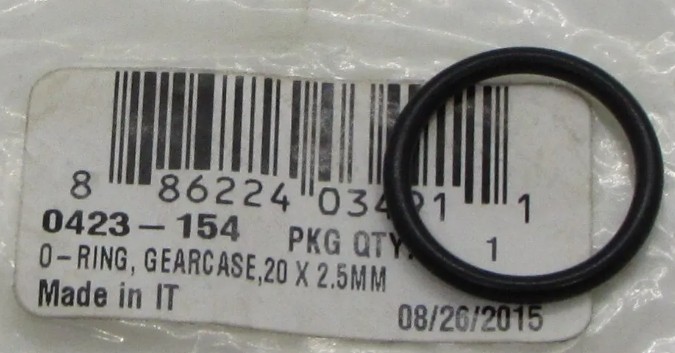 8 86224 03421 1
0423-154 PKG QTY: 1
O-RING, GEARCASE,20 X 2.5MM
Made in IT 08/26/2015